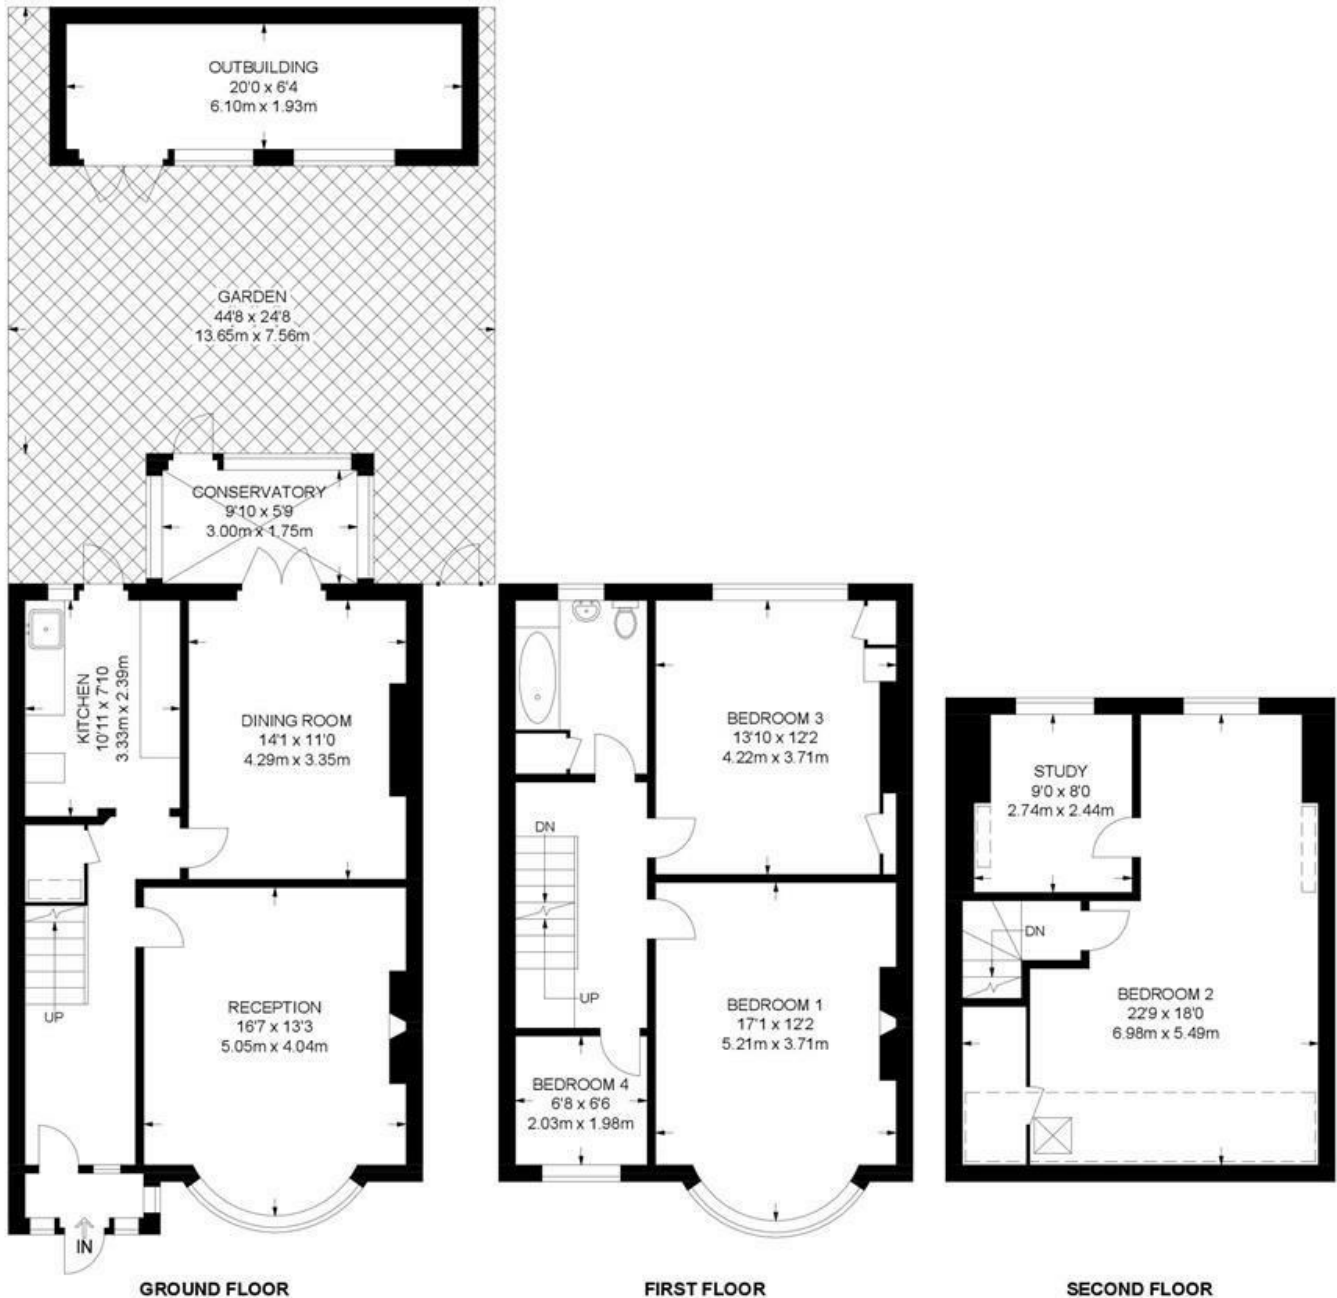 OUTBUILDING
20'0 x 6'4
6.10m x 1.93m
GARDEN
44'8 x 24'8
13.65m x 7.56m
CONSERVATORY
9'10 x 5'9
3.00m x 1.75m
KITCHEN
10'11 x 7'10
3.33m x 2.39m
DINING ROOM
14'1 x 11'0
4.29m x 3.35m
RECEPTION
16'7 x 13'3
5.05m x 4.04m
UP
IN
GROUND FLOOR
BEDROOM 3
13'10 x 12'2
4.22m x 3.71m
DN
UP
BEDROOM 1
17'1 x 12'2
5.21m x 3.71m
BEDROOM 4
6'8 x 6'6
2.03m x 1.98m
FIRST FLOOR
STUDY
9'0 x 8'0
2.74m x 2.44m
DN
BEDROOM 2
22'9 x 18'0
6.98m x 5.49m
SECOND FLOOR